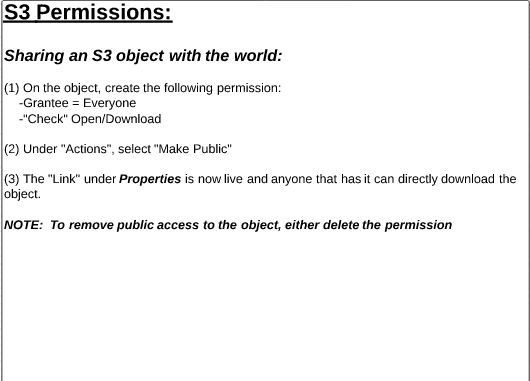 S3 Permissions:
Sharing an S3 object with the world:
(1) On the object, create the following permission:
-Grantee = Everyone
-"Check" Open/Download
(2) Under "Actions", select "Make Public"
(3) The "Link" under Properties is now live and anyone that has it can directly download the
object.
NOTE:  To remove public access to the object, either delete the permission